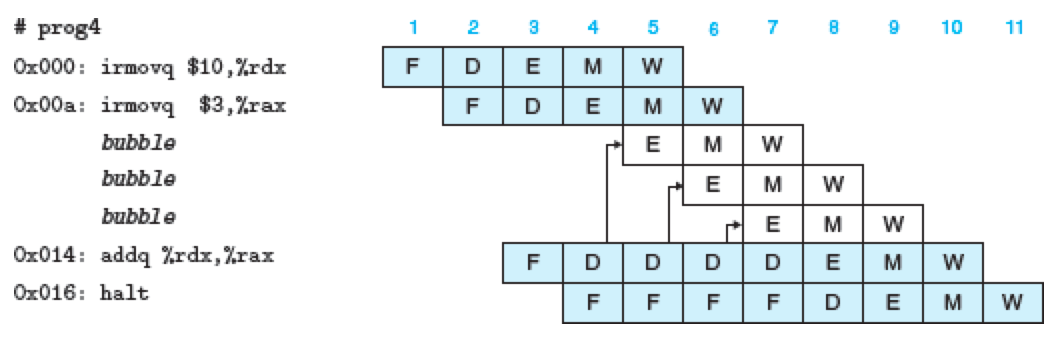 # prog4 1 2 3 4 5 6 7 8 9 10 11
0x000: irmovq $10,%rdx F D E M W
0x00a: irmovq $3,%rax F D E M W
bubble E M W
bubble E M W
bubble E M W
0x014: addq %rdx,%rax F D D D D E M W
0x016: halt F F F F D E M W